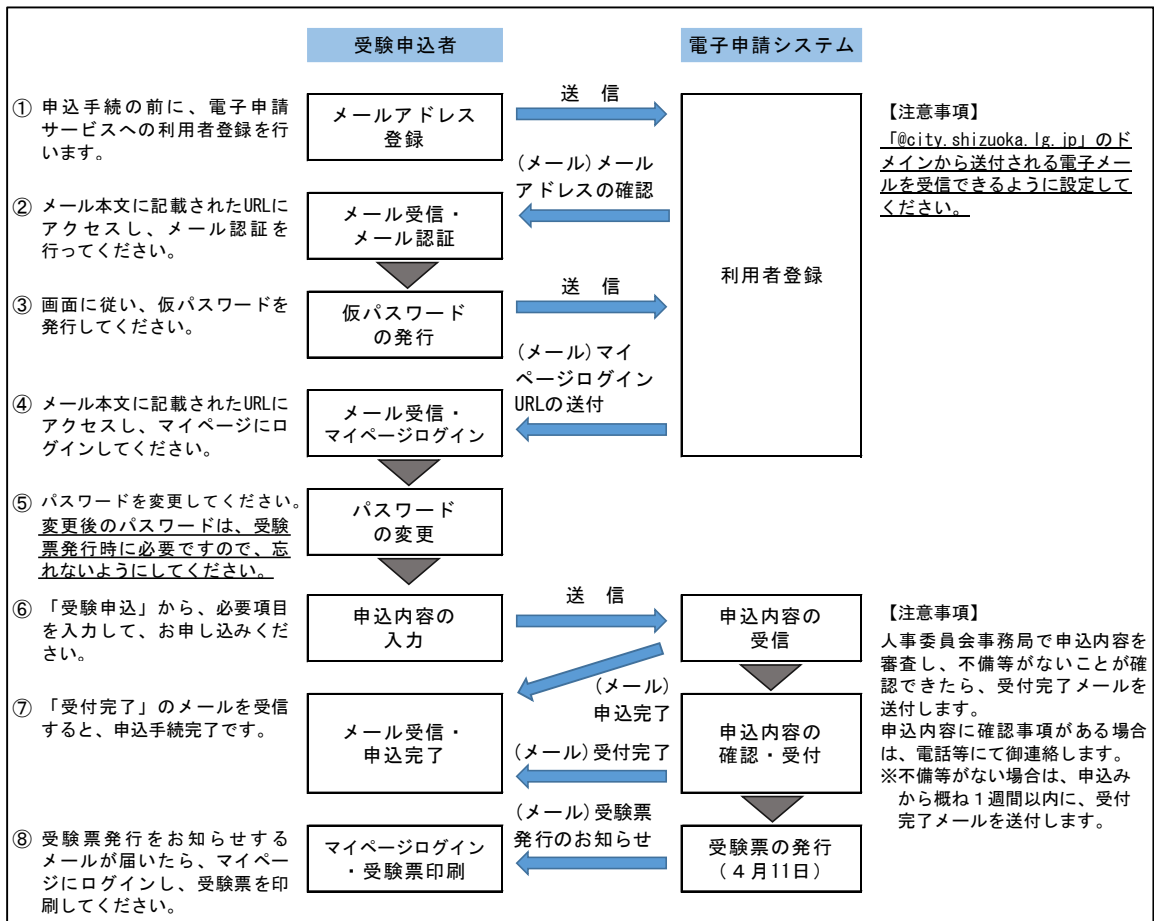 受験申込者
電子申請システム
① 申込手続の前に、電子申請
サービスへの利用者登録を行
います。
メールアドレス
登録
送 信
(メール)メール
アドレスの確認
② メール本文に記載されたURLに
アクセスし、メール認証を
行ってください。
メール受信・
メール認証
③ 画面に従い、仮パスワードを
発行してください。
仮パスワード
の発行
送 信
(メール)マイ
ページログイン
URLの送付
④ メール本文に記載されたURLに
アクセスし、マイページにロ
グインしてください。
メール受信・
マイページログイン
利用者登録
【注意事項】
「@city.shizuoka.lg.jp」のド
メインから送付される電子メー
ルを受信できるように設定して
ください。
⑤ パスワードを変更してください。
変更後のパスワードは、受験
票発行時に必要ですので、忘
れないようにしてください。
パスワード
の変更
⑥ 「受験申込」から、必要項目
を入力して、お申し込みくだ
さい。
申込内容の
入力
送 信
申込内容の
受信
(メール)
申込完了
⑦ 「受付完了」のメールを受信
すると、申込手続完了です。
メール受信・
申込完了
(メール)受付完了
申込内容の
確認・受付
【注意事項】
人事委員会事務局で申込内容を
審査し、不備等がないことが確
認できたら、受付完了メールを
送付します。
申込内容に確認事項がある場合
は、電話等にて御連絡します。
※不備等がない場合は、申込み
から概ね1週間以内に、受付
完了メールを送付します。
⑧ 受験票発行をお知らせする
メールが届いたら、マイペー
ジにログインし、受験票を印
刷してください。
マイページログイン
・受験票印刷
(メール)受験票
発行のお知らせ
受験票の発行
(4月11日)